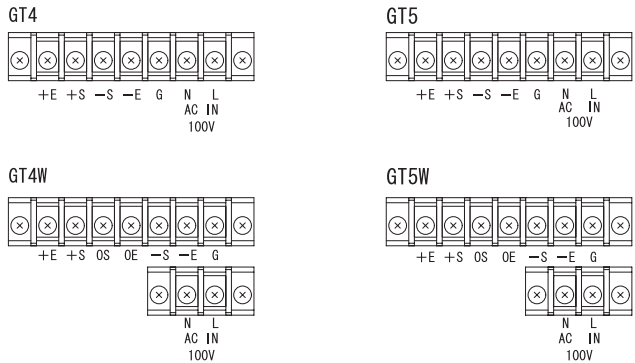 GT4
+E +S −S −E G N L
AC IN
100V
GT5
+E +S −S −E G N L
AC IN
100V
GT4W
+E +S OS OE −S −E G
N L
AC IN
100V
GT5W
+E +S OS OE −S −E G
N L
AC IN
100V